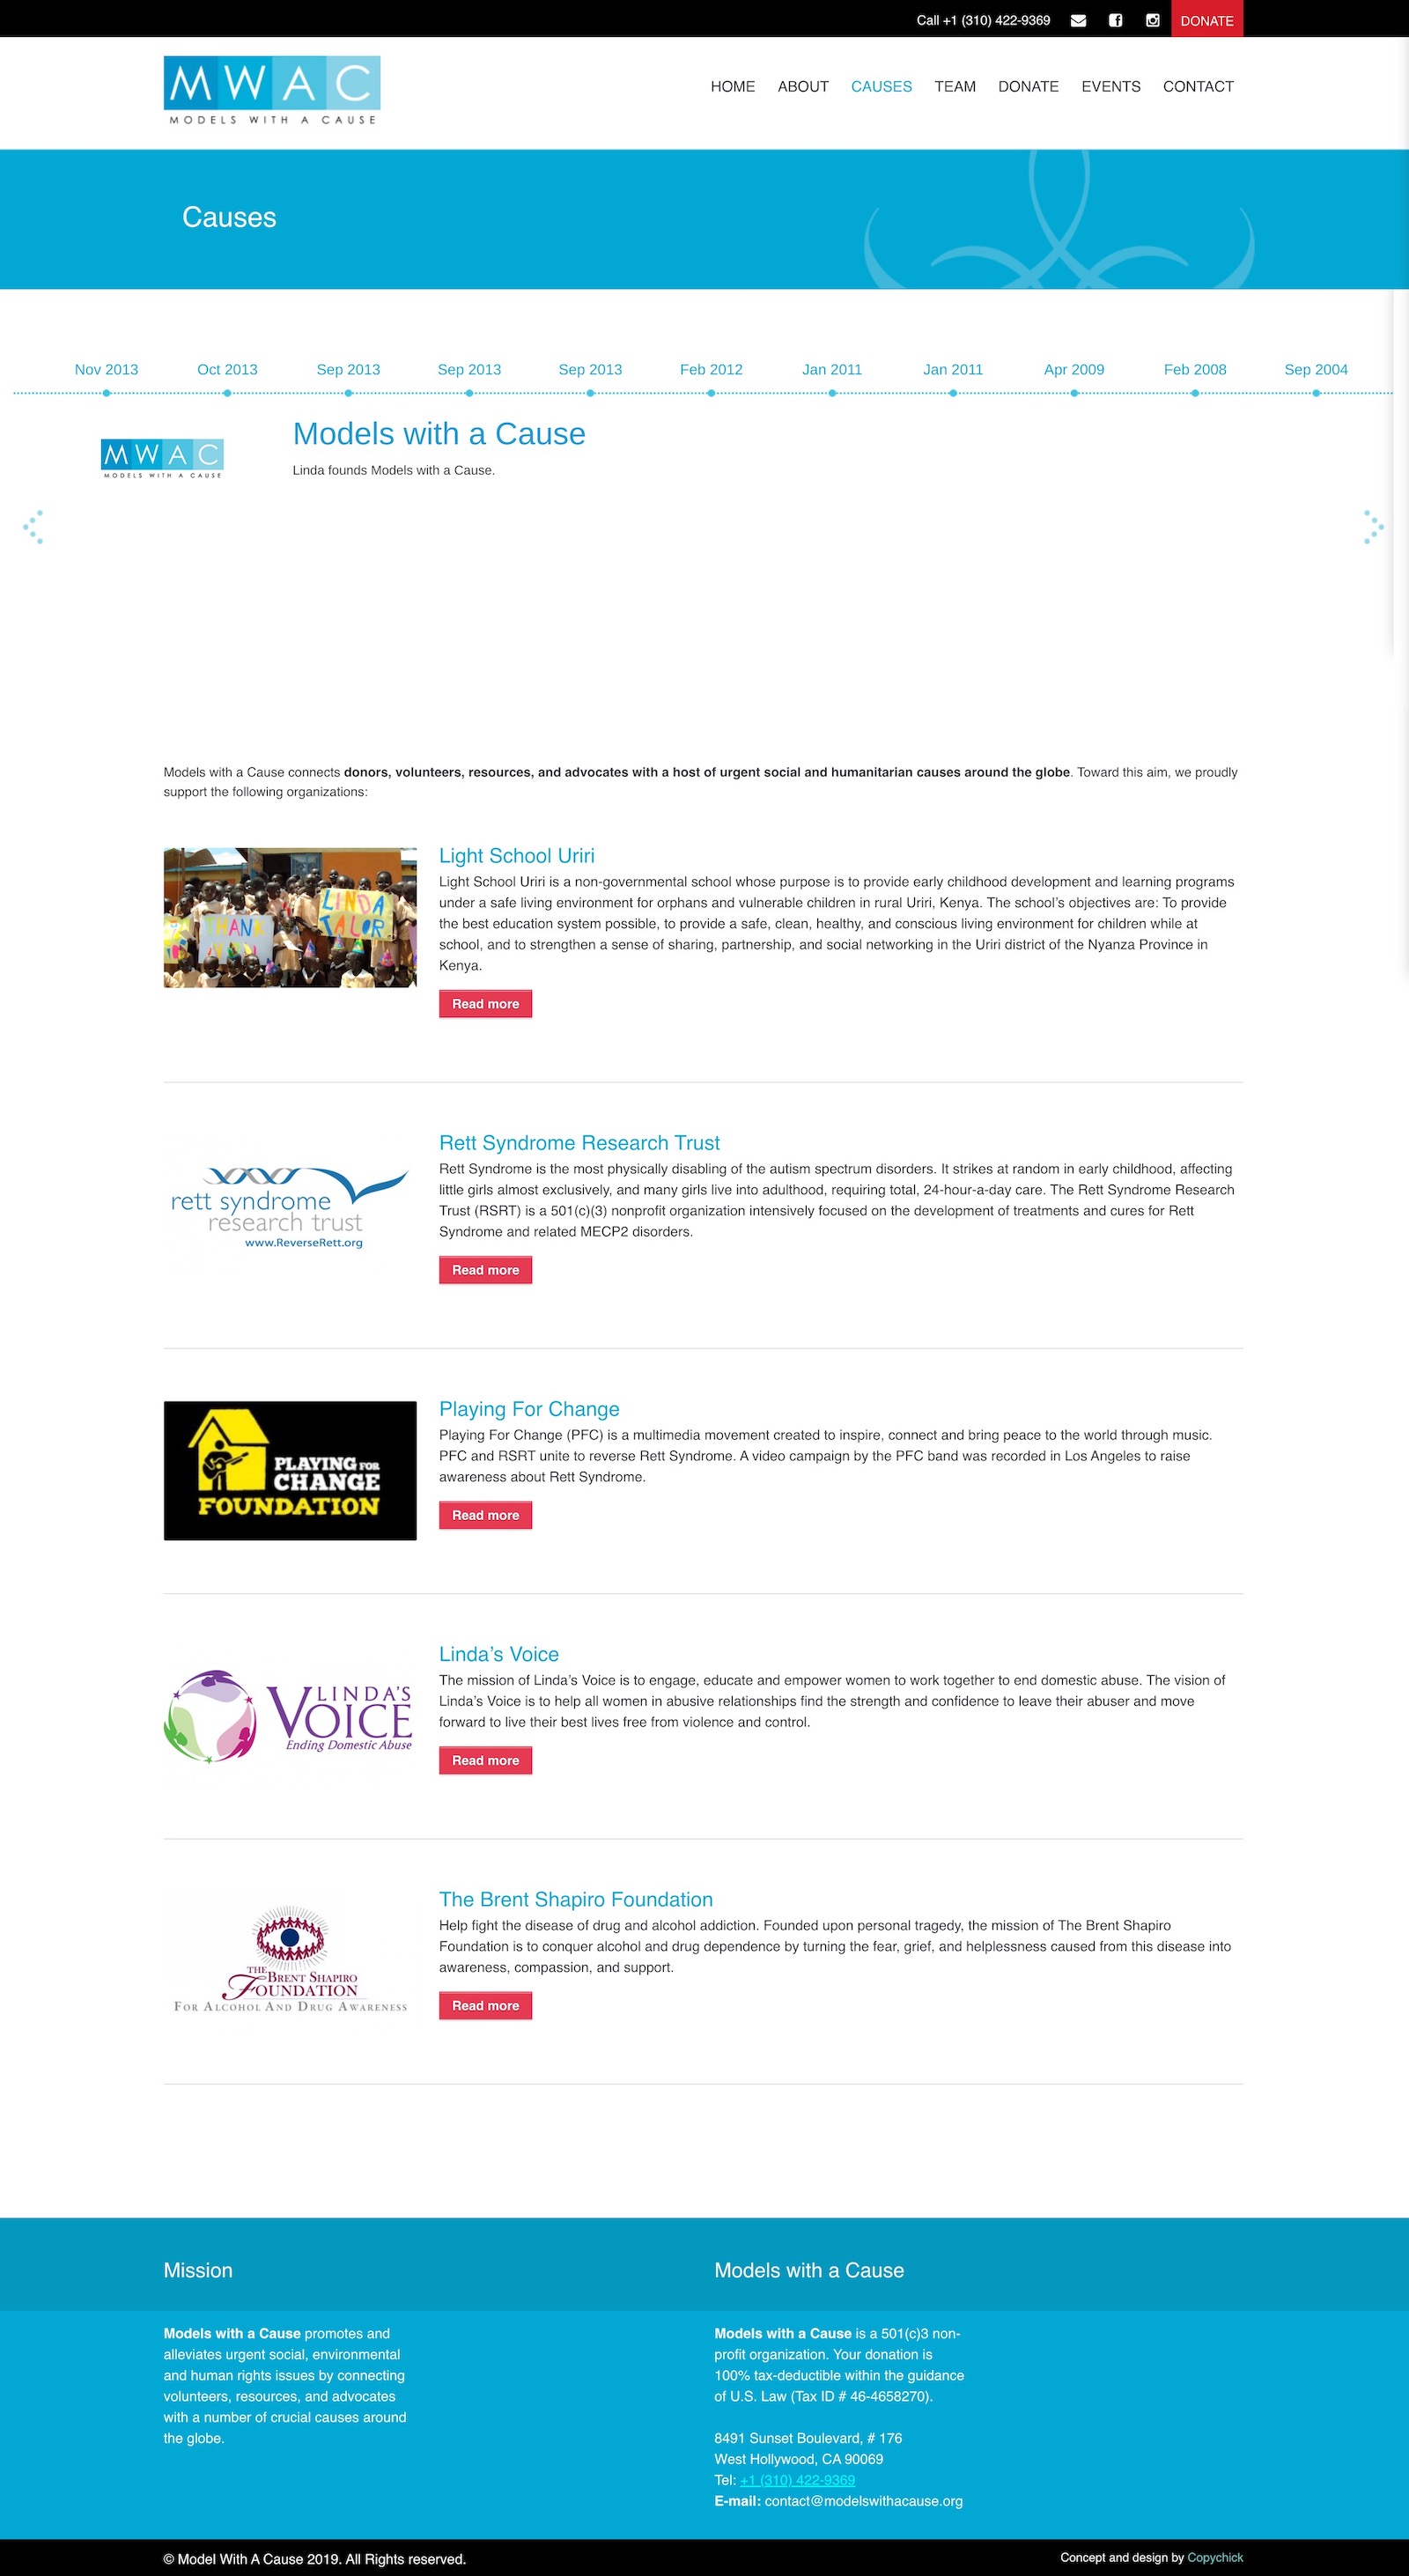 Call +1 (310) 422-9369
DONATE
MWAC
MODELS WITH A CAUSE
HOME ABOUT CAUSES TEAM DONATE EVENTS CONTACT
Causes
Nov 2013 Oct 2013 Sep 2013 Sep 2013 Sep 2013 Feb 2012 Jan 2011 Jan 2011 Apr 2009 Feb 2008 Sep 2004
MWAC
MODELS WITH A CAUSE
Models with a Cause
Linda founds Models with a Cause.
Models with a Cause connects donors, volunteers, resources, and advocates with a host of urgent social and humanitarian causes around the globe. Toward this aim, we proudly
support the following organizations:
THANK
YOU!
LINDA
TALOR
Light School Uriri
Light School Uriri is a non-governmental school whose purpose is to provide early childhood development and learning programs
under a safe living environment for orphans and vulnerable children in rural Uriri, Kenya. The school’s objectives are: To provide
the best education system possible, to provide a safe, clean, healthy, and conscious living environment for children while at
school, and to strengthen a sense of sharing, partnership, and social networking in the Uriri district of the Nyanza Province in
Kenya.
Read more
rett syndrome
research trust
www.ReverseRett.org
Rett Syndrome Research Trust
Rett Syndrome is the most physically disabling of the autism spectrum disorders. It strikes at random in early childhood, affecting
little girls almost exclusively, and many girls live into adulthood, requiring total, 24-hour-a-day care. The Rett Syndrome Research
Trust (RSRT) is a 501(c)(3) nonprofit organization intensively focused on the development of treatments and cures for Rett
Syndrome and related MECP2 disorders.
Read more
PLAYING FOR
CHANGE
FOUNDATION
Playing For Change
Playing For Change (PFC) is a multimedia movement created to inspire, connect and bring peace to the world through music.
PFC and RSRT unite to reverse Rett Syndrome. A video campaign by the PFC band was recorded in Los Angeles to raise
awareness about Rett Syndrome.
Read more
LINDA'S
VOICE
Ending Domestic Abuse
Linda’s Voice
The mission of Linda’s Voice is to engage, educate and empower women to work together to end domestic abuse. The vision of
Linda’s Voice is to help all women in abusive relationships find the strength and confidence to leave their abuser and move
forward to live their best lives free from violence and control.
Read more
THE BRENT SHAPIRO
FOUNDATION
FOR ALCOHOL AND DRUG AWARENESS
The Brent Shapiro Foundation
Help fight the disease of drug and alcohol addiction. Founded upon personal tragedy, the mission of The Brent Shapiro
Foundation is to conquer alcohol and drug dependence by turning the fear, grief, and helplessness caused from this disease into
awareness, compassion, and support.
Read more
Mission
Models with a Cause promotes and
alleviates urgent social, environmental
and human rights issues by connecting
volunteers, resources, and advocates
with a number of crucial causes around
the globe.
Models with a Cause
Models with a Cause is a 501(c)3 non-
profit organization. Your donation is
100% tax-deductible within the guidance
of U.S. Law (Tax ID # 46-4658270).
8491 Sunset Boulevard, # 176
West Hollywood, CA 90069
Tel: +1 (310) 422-9369
E-mail: contact@modelswithacause.org
© Model With A Cause 2019. All Rights reserved.
Concept and design by Copychick